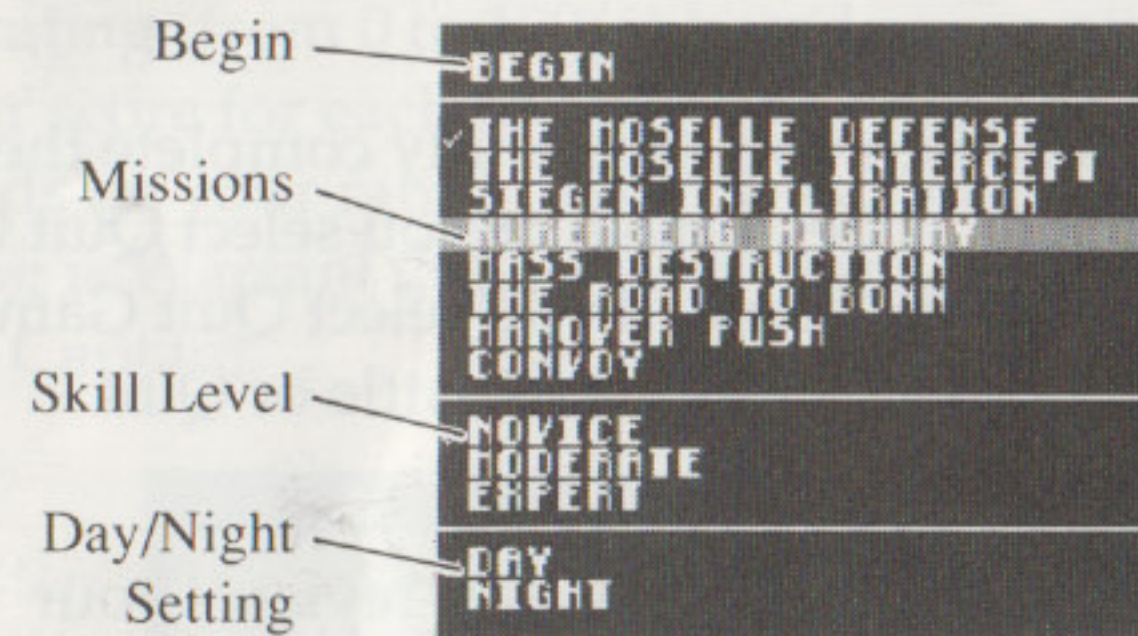 Begin
BEGIN
Missions
✓THE MOSELLE DEFENSE
THE MOSELLE INTERCEPT
SIEGEN INFILTRATION
NUREMBERG HIGHWAY
MASS DESTRUCTION
THE ROAD TO BONN
HANOVER PUSH
CONVOY
Skill Level
NOVICE
MODERATE
EXPERT
Day/Night
Setting
DAY
NIGHT